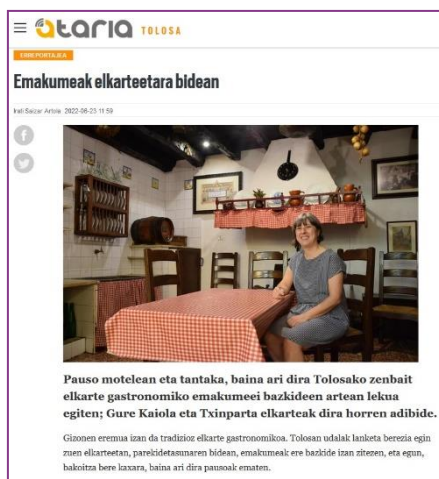 ataria TOLOSA
ERREPORTAJEA
Emakumeak elkarteetara bidean
Irati Saizar Artola 2022-06-23 11:59
Pauso motelean eta tantaka, baina ari dira Tolosako zenbait
elkarte gastronomiko emakumeei bazkideen artean lekua
egiten; Gure Kaiola eta Txinparta elkarteak dira horren adibide.
Gizonen eremua izan da tradizioz elkarte gastronomikoa. Tolosan udalak lanketa berezia egin
zuen elkarteetan, parekidetasunaren bidean, emakumeak ere bazkide izan zitezen, eta egun,
bakoitza bere kaxara, baina ari dira pausoak ematen.